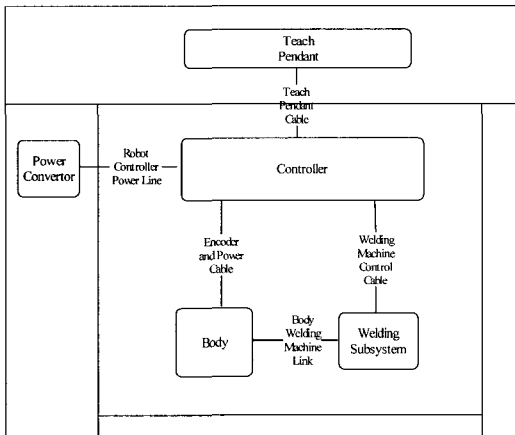 Teach
Pendant
Teach
Pendant
Cable
Power
Convertor
Robot
Controller
Power Line
Controller
Encoder
and Power
Cable
Welding
Machine
Control
Cable
Body
Body
Welding
Machine
Link
Welding
Subsystem